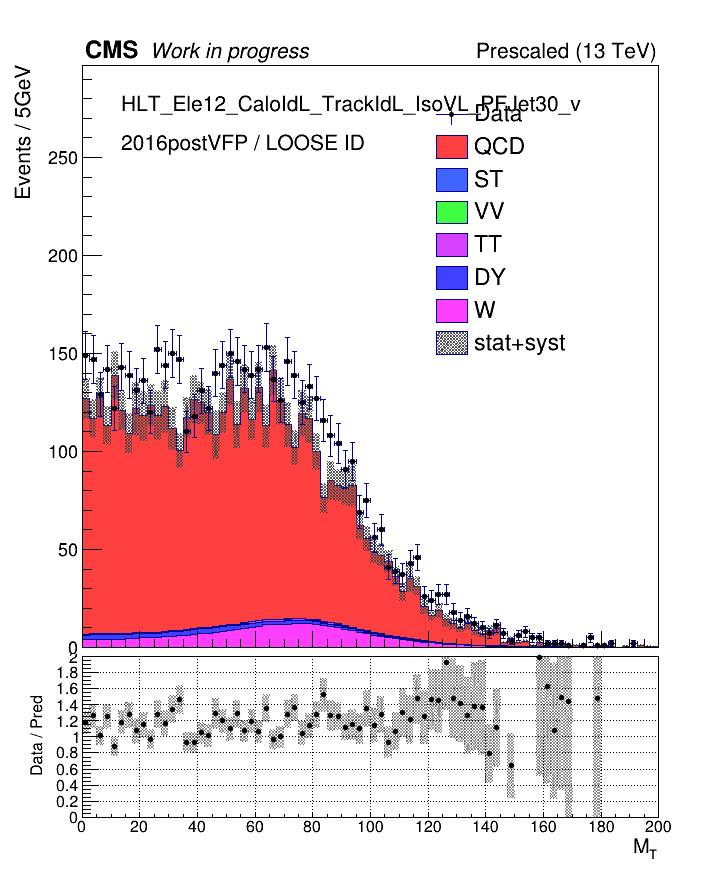 CMS Work in progress Prescaled (13 TeV)
Events / 5GeV
HLT_Ele12_CaloIdL_TrackIdL_IsoVL_PFJet30_v
2016postVFP / LOOSE ID
Data
QCD
ST
VV
TT
DY
W
stat+syst
250
200
150
100
50
0
Data / Pred
2
1.8
1.6
1.4
1.2
1
0.8
0.6
0.4
0.2
0
0 20 40 60 80 100 120 140 160 180 200
M_T